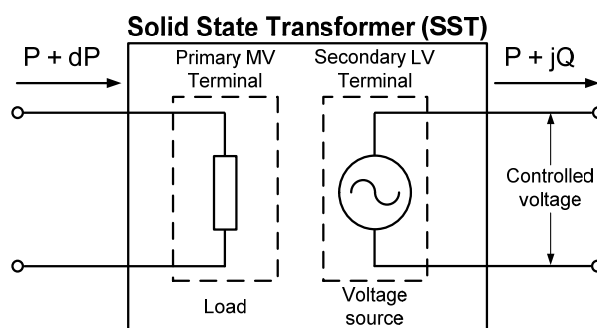 Solid State Transformer (SST)
P + dP
Primary MV
Terminal
Secondary LV
Terminal
P + jQ
Controlled
voltage
Load
Voltage
source